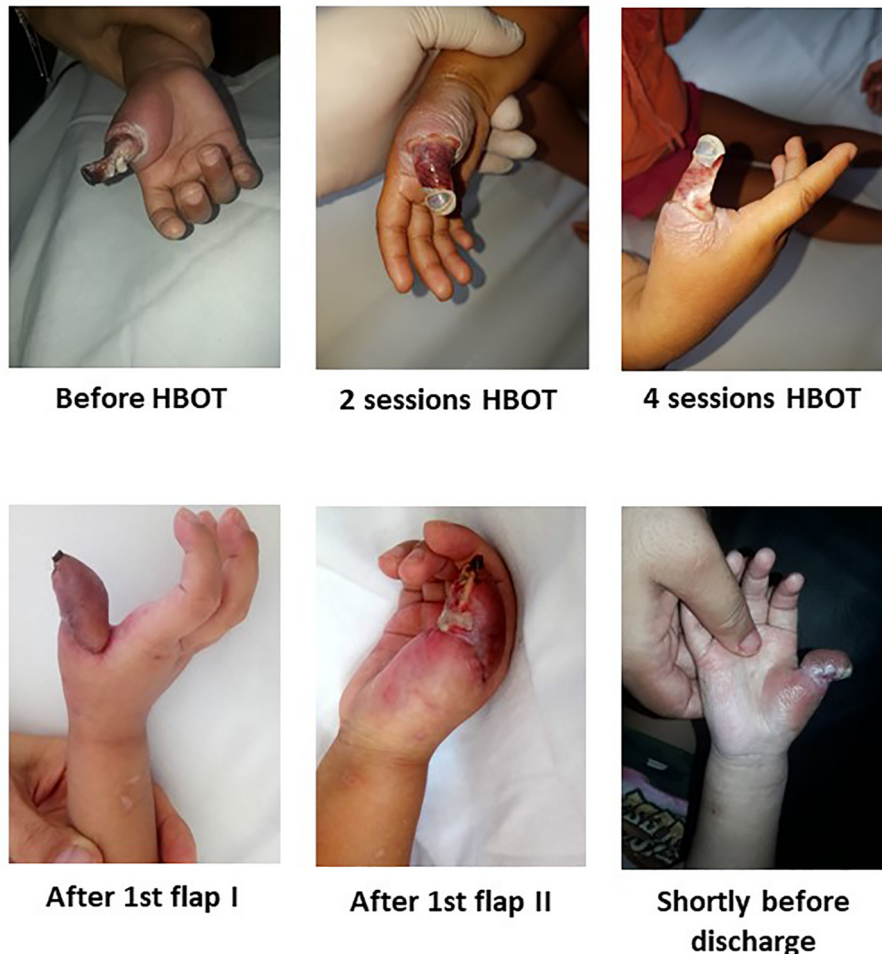 Before HBOT
2 sessions HBOT
4 sessions HBOT
After 1st flap I
After 1st flap II
Shortly before
discharge